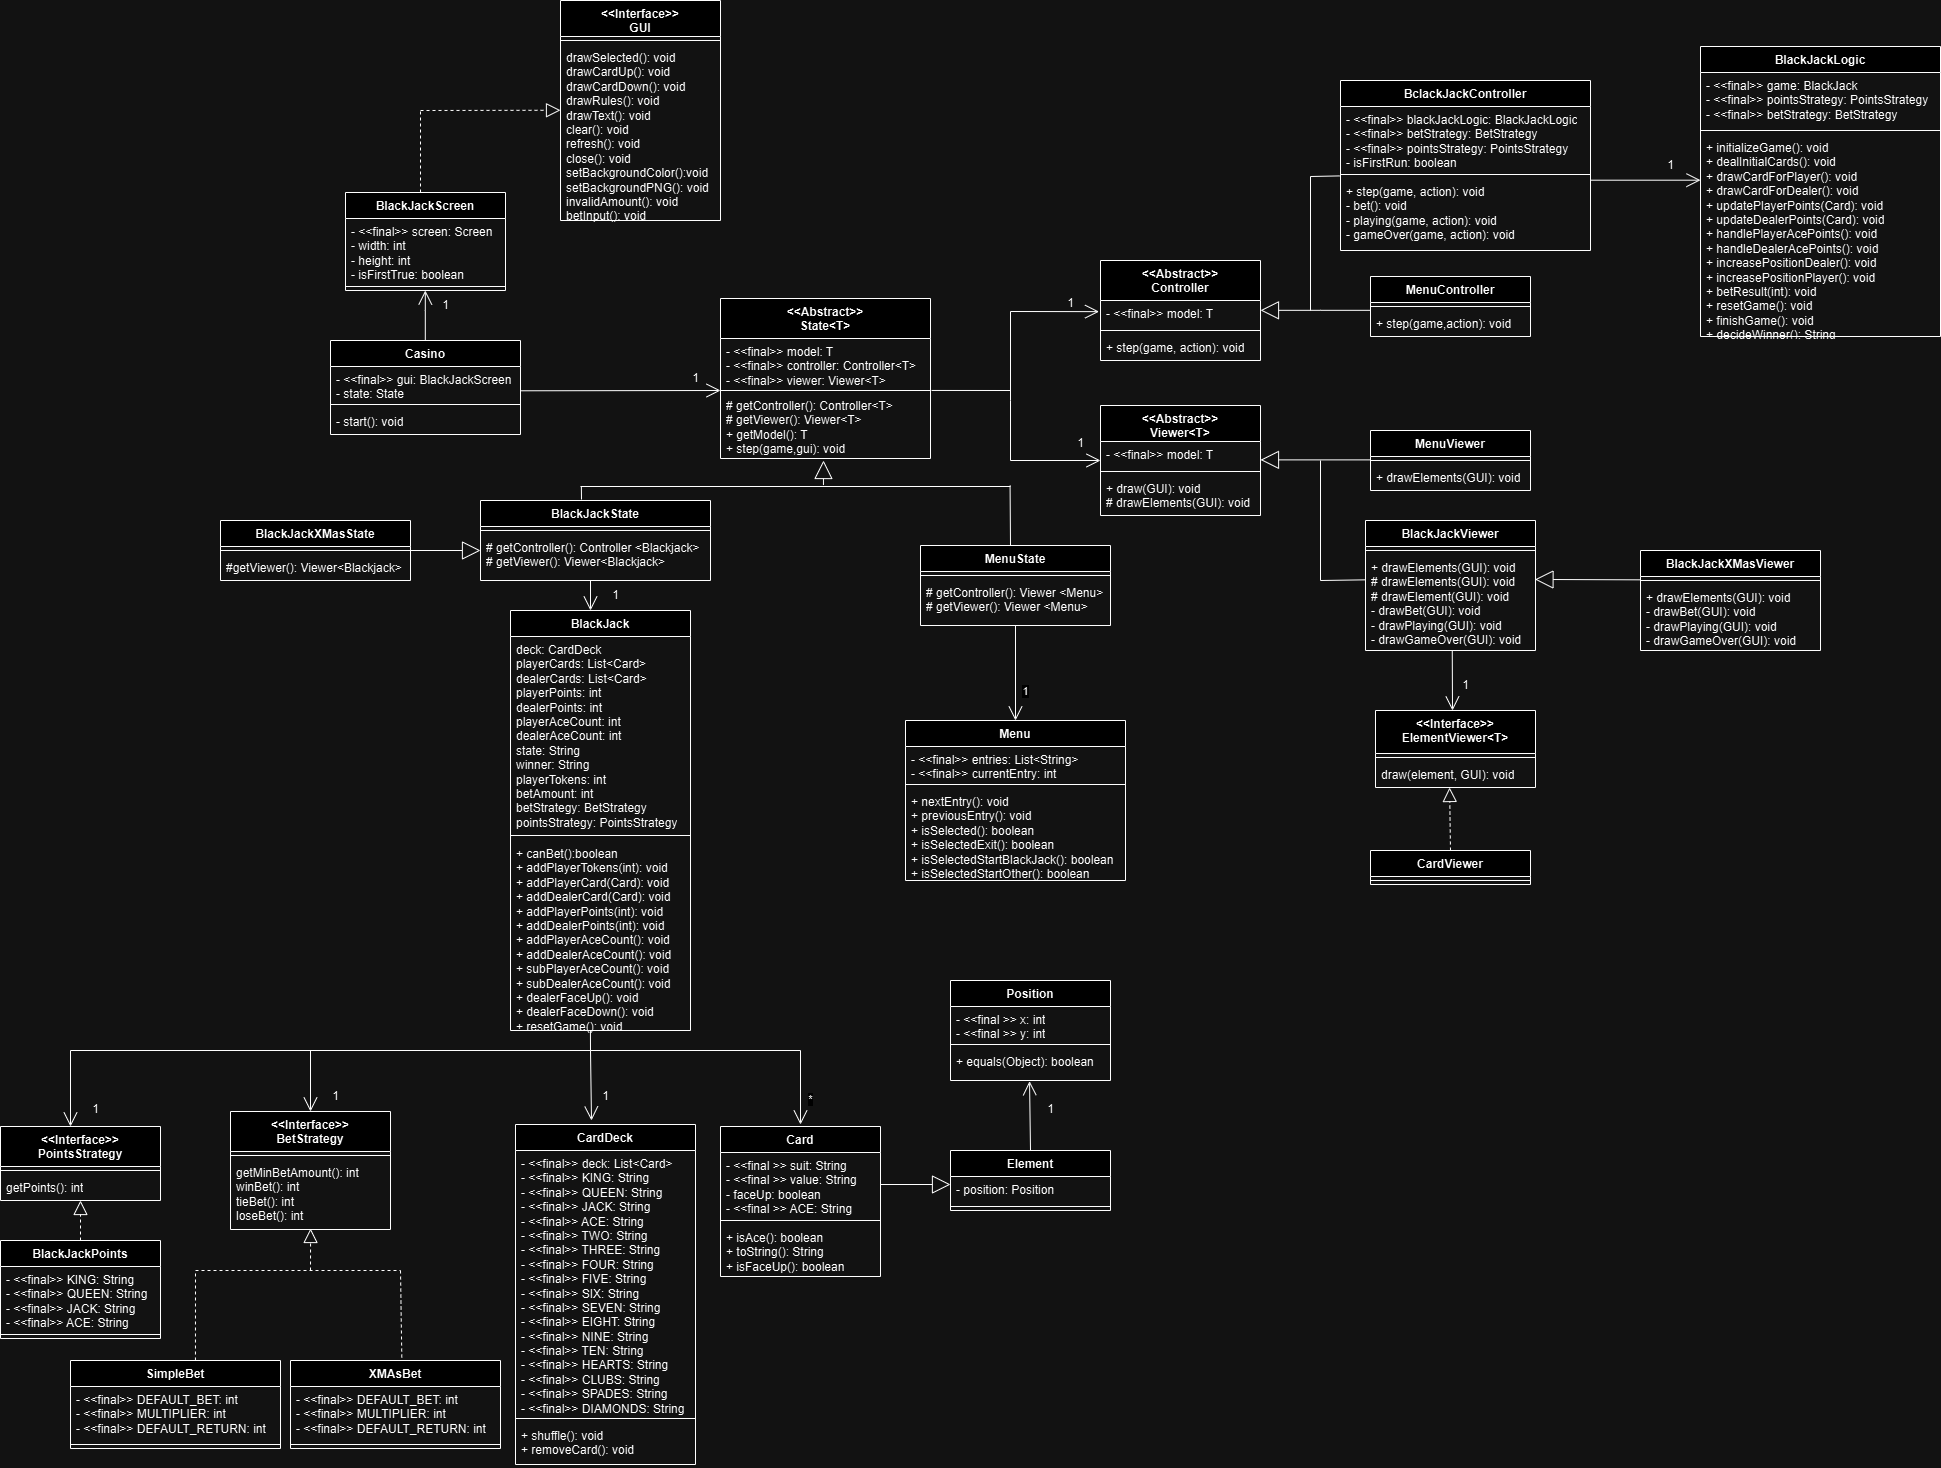 <<Interface>>
GUI
drawSelected(): void
drawCardUp(): void
drawCardDown(): void
drawRules(): void
drawText(): void
clear(): void
refresh(): void
close(): void
setBackgroundColor():void
setBackgroundPNG(): void
invalidAmount(): void
betInput(): void
BlackJackScreen
- <<final>> screen: Screen
- width: int
- height: int
- isFirstTrue: boolean
1
Casino
- <<final>> gui: BlackJackScreen
- state: State
- start(): void
1
<<Abstract>>
State<T>
- <<final>> model: T
- <<final>> controller: Controller<T>
- <<final>> viewer: Viewer<T>
# getController(): Controller<T>
# getViewer(): Viewer<T>
+ getModel(): T
+ step(game,gui): void
1
<<Abstract>>
Controller
- <<final>> model: T
+ step(game, action): void
BclackJackController
- <<final>> blackJackLogic: BlackJackLogic
- <<final>> betStrategy: BetStrategy
- <<final>> pointsStrategy: PointsStrategy
- isFirstRun: boolean
+ step(game, action): void
- bet(): void
- playing(game, action): void
- gameOver(game, action): void
1
BlackJackLogic
- <<final>> game: BlackJack
- <<final>> pointsStrategy: PointsStrategy
- <<final>> betStrategy: BetStrategy
+ initializeGame(): void
+ dealInitialCards(): void
+ drawCardForPlayer(): void
+ drawCardForDealer(): void
+ updatePlayerPoints(Card): void
+ updateDealerPoints(Card): void
+ handlePlayerAcePoints(): void
+ handleDealerAcePoints(): void
+ increasePositionDealer(): void
+ increasePositionPlayer(): void
+ betResult(int): void
+ resetGame(): void
+ finishGame(): void
+ decideWinner(): String
MenuController
+ step(game,action): void
1
<<Abstract>>
Viewer<T>
- <<final>> model: T
+ draw(GUI): void
# drawElements(GUI): void
MenuViewer
+ drawElements(GUI): void
BlackJackViewer
+ drawElements(GUI): void
# drawElements(GUI): void
# drawElement(GUI): void
- drawBet(GUI): void
- drawPlaying(GUI): void
- drawGameOver(GUI): void
BlackJackXMasViewer
+ drawElements(GUI): void
- drawBet(GUI): void
- drawPlaying(GUI): void
- drawGameOver(GUI): void
1
<<Interface>>
ElementViewer<T>
draw(element, GUI): void
CardViewer
BlackJackXMasState
#getViewer(): Viewer<Blackjack>
BlackJackState
# getController(): Controller <Blackjack>
# getViewer(): Viewer<Blackjack>
1
MenuState
# getController(): Viewer <Menu>
# getViewer(): Viewer <Menu>
1
Menu
- <<final>> entries: List<String>
- <<final>> currentEntry: int
+ nextEntry(): void
+ previousEntry(): void
+ isSelected(): boolean
+ isSelectedExit(): boolean
+ isSelectedStartBlackJack(): boolean
+ isSelectedStartOther(): boolean
BlackJack
deck: CardDeck
playerCards: List<Card>
dealerCards: List<Card>
playerPoints: int
dealerPoints: int
playerAceCount: int
dealerAceCount: int
state: String
winner: String
playerTokens: int
betAmount: int
betStrategy: BetStrategy
pointsStrategy: PointsStrategy
+ canBet():boolean
+ addPlayerTokens(int): void
+ addPlayerCard(Card): void
+ addDealerCard(Card): void
+ addPlayerPoints(int): void
+ addDealerPoints(int): void
+ addPlayerAceCount(): void
+ addDealerAceCount(): void
+ subPlayerAceCount(): void
+ subDealerAceCount(): void
+ dealerFaceUp(): void
+ dealerFaceDown(): void
+ resetGame(): void
1
<<Interface>>
PointsStrategy
getPoints(): int
BlackJackPoints
- <<final>> KING: String
- <<final>> QUEEN: String
- <<final>> JACK: String
- <<final>> ACE: String
1
<<Interface>>
BetStrategy
getMinBetAmount(): int
winBet(): int
tieBet(): int
loseBet(): int
SimpleBet
- <<final>> DEFAULT_BET: int
- <<final>> MULTIPLIER: int
- <<final>> DEFAULT_RETURN: int
XMAsBet
- <<final>> DEFAULT_BET: int
- <<final>> MULTIPLIER: int
- <<final>> DEFAULT_RETURN: int
1
CardDeck
- <<final>> deck: List<Card>
- <<final>> KING: String
- <<final>> QUEEN: String
- <<final>> JACK: String
- <<final>> ACE: String
- <<final>> TWO: String
- <<final>> THREE: String
- <<final>> FOUR: String
- <<final>> FIVE: String
- <<final>> SIX: String
- <<final>> SEVEN: String
- <<final>> EIGHT: String
- <<final>> NINE: String
- <<final>> TEN: String
- <<final>> HEARTS: String
- <<final>> CLUBS: String
- <<final>> SPADES: String
- <<final>> DIAMONDS: String
+ shuffle(): void
+ removeCard(): void
*
Card
- <<final >> suit: String
- <<final >> value: String
- faceUp: boolean
- <<final >> ACE: String
+ isAce(): boolean
+ toString(): String
+ isFaceUp(): boolean
Position
- <<final >> x: int
- <<final >> y: int
+ equals(Object): boolean
1
Element
- position: Position